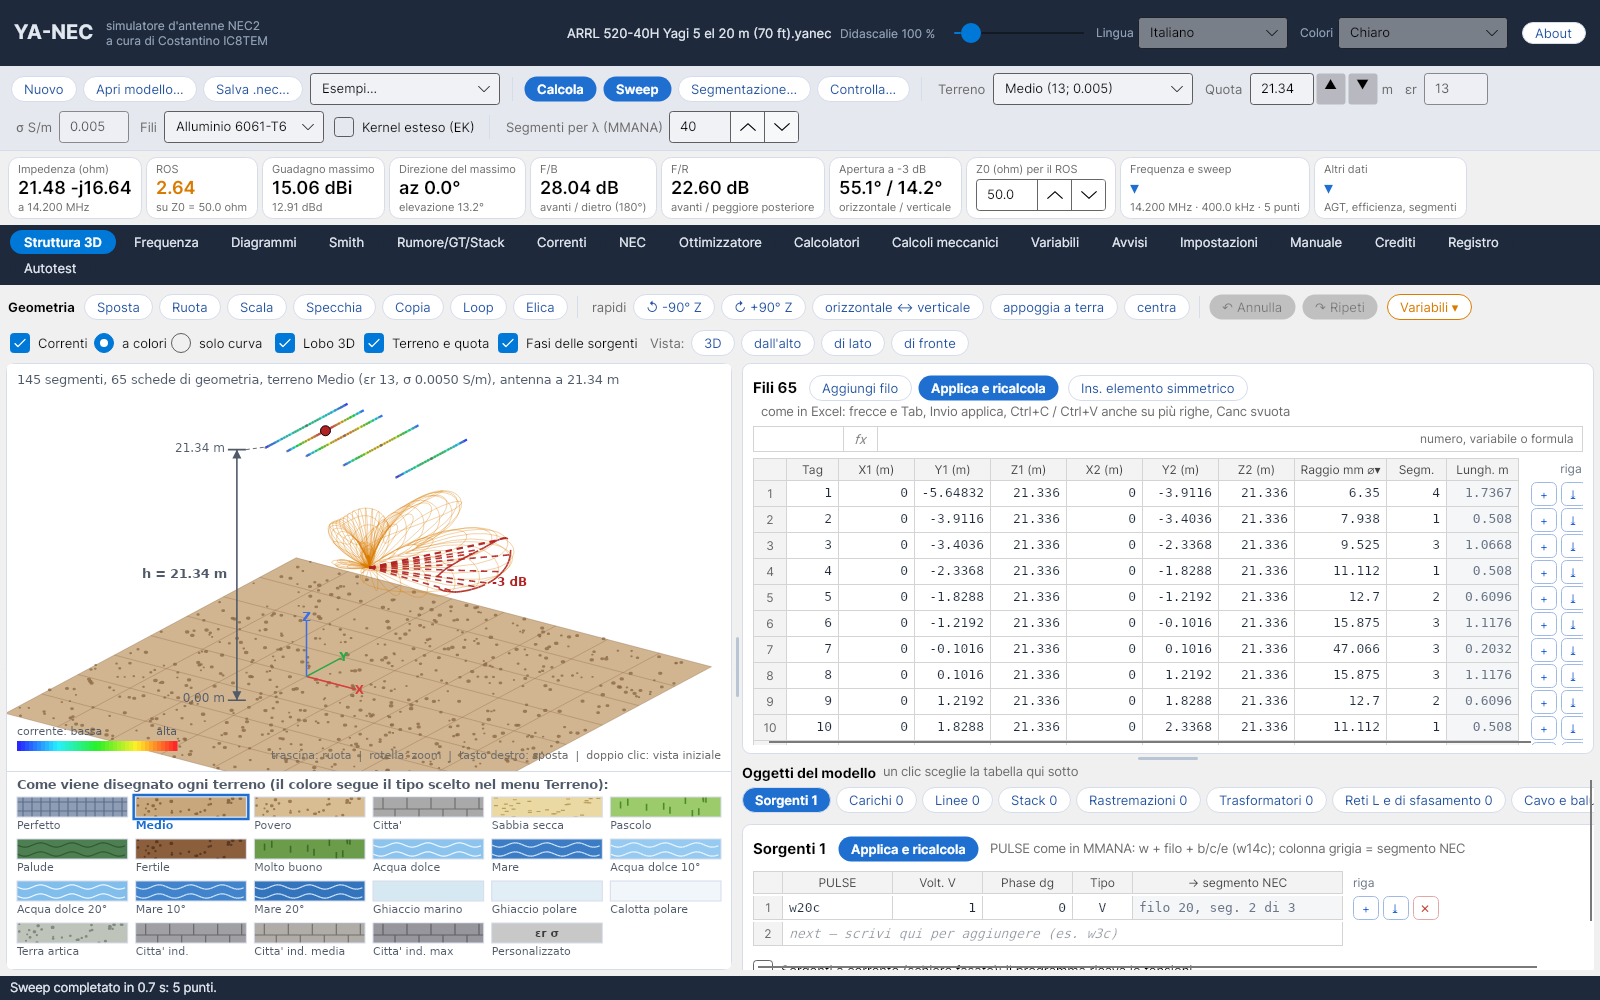 YA-NEC
simulatore d'antenne NEC2
a cura di Costantino IC8TEM
ARRL 520-40H Yagi 5 el 20 m (70 ft).yanec
Didascalie 100 %
Lingua
Italiano
Colori
Chiaro
About
Nuovo
Apri modello...
Salva .nec...
Esempi...
Calcola
Sweep
Segmentazione...
Controlla...
Terreno
Medio (13; 0.005)
Quota
21.34
▲
▼
m
εr
13
σ S/m
0.005
Fili
Alluminio 6061-T6
Kernel esteso (EK)
Segmenti per λ (MMANA)
40
Impedenza (ohm)
21.48 -j16.64
a 14.200 MHz
ROS
2.64
su Z0 = 50.0 ohm
Guadagno massimo
15.06 dBi
12.91 dBd
Direzione del massimo
az 0.0°
elevazione 13.2°
F/B
28.04 dB
avanti / dietro (180°)
F/R
22.60 dB
avanti / peggiore posteriore
Apertura a -3 dB
55.1° / 14.2°
orizzontale / verticale
Z0 (ohm) per il ROS
50.0
Frequenza e sweep
▼
14.200 MHz · 400.0 kHz · 5 punti
Altri dati
▼
AGT, efficienza, segmenti
Struttura 3D
Frequenza
Diagrammi
Smith
Rumore/GT/Stack
Correnti
NEC
Ottimizzatore
Calcolatori
Calcoli meccanici
Variabili
Avvisi
Impostazioni
Manuale
Crediti
Registro
Autotest
Geometria
Sposta
Ruota
Scala
Specchia
Copia
Loop
Elica
rapidi
↺ -90° Z
↻ +90° Z
orizzontale ↔ verticale
appoggia a terra
centra
↶ Annulla
↷ Ripeti
Variabili ▾
Correnti
a colori
solo curva
Lobo 3D
Terreno e quota
Fasi delle sorgenti
Vista:
3D
dall'alto
di lato
di fronte
145 segmenti, 65 schede di geometria, terreno Medio (εr 13, σ 0.0050 S/m), antenna a 21.34 m
21.34 m
h = 21.34 m
-3 dB
Z
Y
X
0.00 m
corrente: bassa
alta
trascina: ruota | rotella: zoom | tasto destro: sposta | doppio clic: vista iniziale
Come viene disegnato ogni terreno (il colore segue il tipo scelto nel menu Terreno):
Perfetto
Medio
Povero
Citta'
Sabbia secca
Pascolo
Palude
Fertile
Molto buono
Acqua dolce
Mare
Acqua dolce 10°
Acqua dolce 20°
Mare 10°
Mare 20°
Ghiaccio marino
Ghiaccio polare
Calotta polare
εr σ
Terra artica
Citta' ind.
Citta' ind. media
Citta' ind. max
Personalizzato
Fili 65
Aggiungi filo
Applica e ricalcola
Ins. elemento simmetrico
come in Excel: frecce e Tab, Invio applica, Ctrl+C / Ctrl+V anche su più righe, Canc svuota
fx
numero, variabile o formula
Tag X1 (m) Y1 (m) Z1 (m) X2 (m) Y2 (m) Z2 (m) Raggio mm ⌀▾ Segm. Lungh. m riga
1 1 0 -5.64832 21.336 0 -3.9116 21.336 6.35 4 1.7367 + ⤓
2 2 0 -3.9116 21.336 0 -3.4036 21.336 7.938 1 0.508 + ⤓
3 3 0 -3.4036 21.336 0 -2.3368 21.336 9.525 3 1.0668 + ⤓
4 4 0 -2.3368 21.336 0 -1.8288 21.336 11.112 1 0.508 + ⤓
5 5 0 -1.8288 21.336 0 -1.2192 21.336 12.7 2 0.6096 + ⤓
6 6 0 -1.2192 21.336 0 -0.1016 21.336 15.875 3 1.1176 + ⤓
7 7 0 -0.1016 21.336 0 0.1016 21.336 47.066 3 0.2032 + ⤓
8 8 0 0.1016 21.336 0 1.2192 21.336 15.875 3 1.1176 + ⤓
9 9 0 1.2192 21.336 0 1.8288 21.336 12.7 2 0.6096 + ⤓
10 10 0 1.8288 21.336 0 2.3368 21.336 11.112 1 0.508 + ⤓
Oggetti del modello
un clic sceglie la tabella qui sotto
Sorgenti 1
Carichi 0
Linee 0
Stack 0
Rastremazioni 0
Trasformatori 0
Reti L e di sfasamento 0
Cavo e
Sorgenti 1
Applica e ricalcola
PULSE come in MMANA: w + filo + b/c/e (w14c); colonna grigia = segmento NEC
PULSE Volt. V Phase dg Tipo → segmento NEC riga
1 w20c 1 0 V filo 20, seg. 2 di 3 + ⤓ ✕
2 next — scrivi qui per aggiungere (es. w3c)
Sorgenti a corrente (schiere fasate): il programma ricava le tensioni
Sweep completato in 0.7 s: 5 punti.